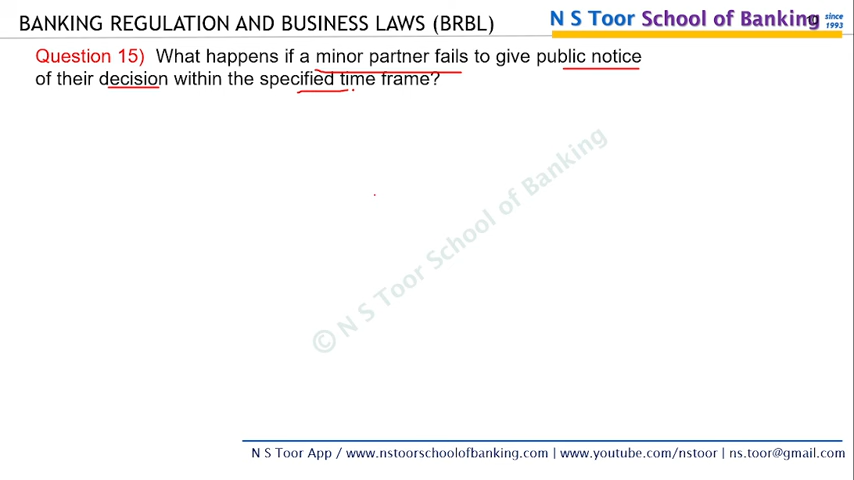 BANKING REGULATION AND BUSINESS LAWS (BRBL)
N S Toor School of Banking since 1993
Question 15) What happens if a minor partner fails to give public notice
of their decision within the specified time frame?
© N S Toor School of Banking
N S Toor App / www.nstoorschoolofbanking.com | www.youtube.com/nstoor | ns.toor@gmail.com